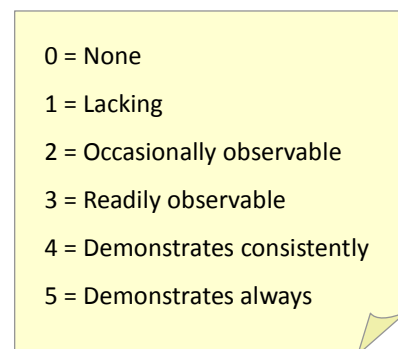 0 = None
1 = Lacking
2 = Occasionally observable
3 = Readily observable
4 = Demonstrates consistently
5 = Demonstrates always